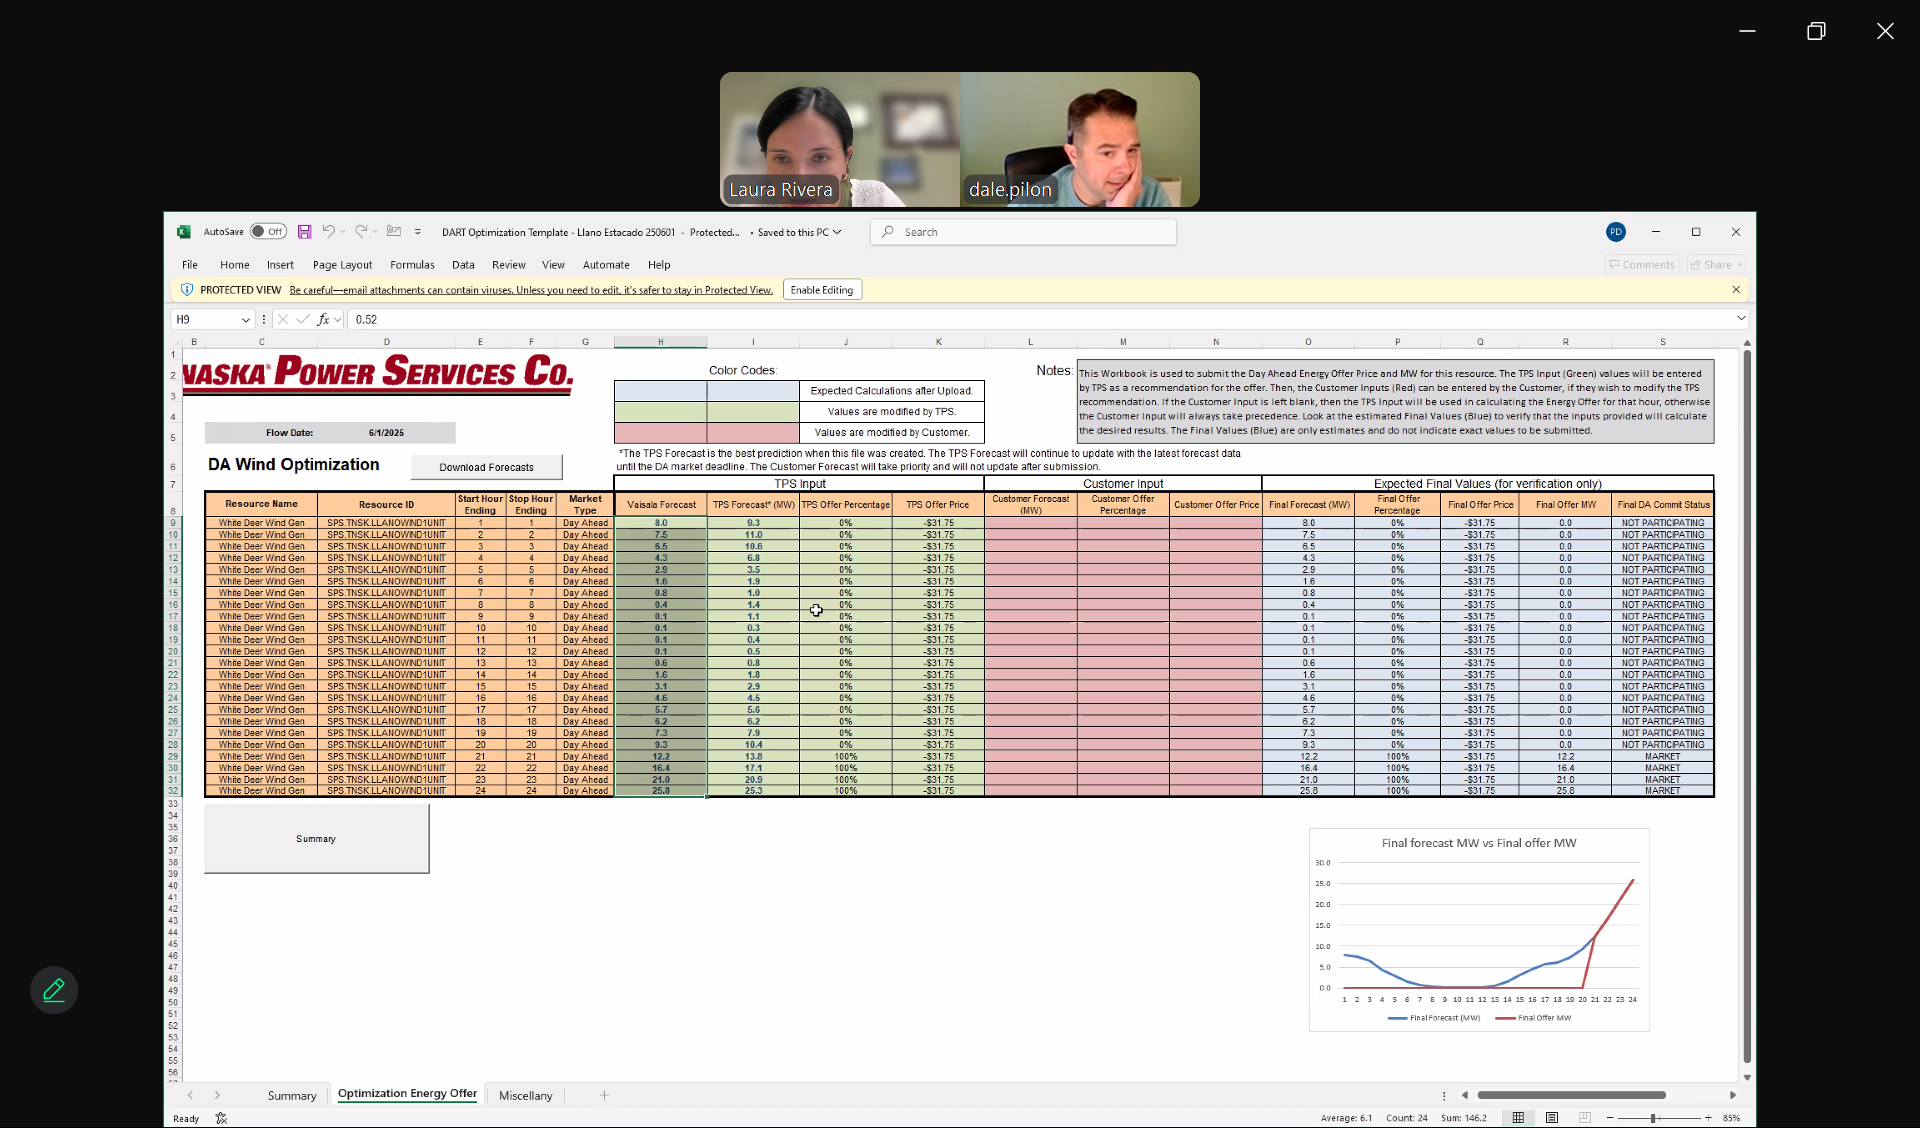 Laura Rivera
dale.pilon
AutoSave Off DART Optimization Template - Llano Estacado 250601 - Protected... • Saved to this PC Search PD
File Home Insert Page Layout Formulas Data Review View Automate Help Comments Share
PROTECTED VIEW Be careful—email attachments can contain viruses. Unless you need to edit, it's safer to stay in Protected View. Enable Editing
H9 fx 0.52
B C D E F G H I J K L M N O P Q R S
VASKA® POWER SERVICES CO.
Flow Date: 6/1/2025
DA Wind Optimization
Download Forecasts
Color Codes:
Expected Calculations after Upload.
Values are modified by TPS.
Values are modified by Customer.
Notes:
This Workbook is used to submit the Day Ahead Energy Offer Price and MW for this resource. The TPS Input (Green) values will be entered
by TPS as a recommendation for the offer. Then, the Customer Inputs (Red) can be entered by the Customer, if they wish to modify the TPS
recommendation. If the Customer Input is left blank, then the TPS Input will be used in calculating the Energy Offer for that hour, otherwise
the Customer Input will always take precedence. Look at the estimated Final Values (Blue) to verify that the inputs provided will calculate
the desired results. The Final Values (Blue) are only estimates and do not indicate exact values to be submitted.
*The TPS Forecast is the best prediction when this file was created. The TPS Forecast will continue to update with the latest forecast data
until the DA market deadline. The Customer Forecast will take priority and will not update after submission.
TPS Input Customer Input Expected Final Values (for verification only)
Resource Name Resource ID Start Hour Ending Stop Hour Ending Market Type Vaisala Forecast TPS Forecast* (MW) TPS Offer Percentage TPS Offer Price Customer Forecast (MW) Customer Offer Percentage Customer Offer Price Final Forecast (MW) Final Offer Percentage Final Offer Price Final Offer MW Final DA Commit Status
9 White Deer Wind Gen SPS.TNSK.LLANOWIND1UNIT 1 1 Day Ahead 8.0 9.3 0% -$31.75 8.0 0% -$31.75 0.0 NOT PARTICIPATING
10 White Deer Wind Gen SPS.TNSK.LLANOWIND1UNIT 2 2 Day Ahead 7.5 11.0 0% -$31.75 7.5 0% -$31.75 0.0 NOT PARTICIPATING
11 White Deer Wind Gen SPS.TNSK.LLANOWIND1UNIT 3 3 Day Ahead 6.5 10.6 0% -$31.75 6.5 0% -$31.75 0.0 NOT PARTICIPATING
12 White Deer Wind Gen SPS.TNSK.LLANOWIND1UNIT 4 4 Day Ahead 4.3 6.8 0% -$31.75 4.3 0% -$31.75 0.0 NOT PARTICIPATING
13 White Deer Wind Gen SPS.TNSK.LLANOWIND1UNIT 5 5 Day Ahead 2.9 3.5 0% -$31.75 2.9 0% -$31.75 0.0 NOT PARTICIPATING
14 White Deer Wind Gen SPS.TNSK.LLANOWIND1UNIT 6 6 Day Ahead 1.6 1.9 0% -$31.75 1.6 0% -$31.75 0.0 NOT PARTICIPATING
15 White Deer Wind Gen SPS.TNSK.LLANOWIND1UNIT 7 7 Day Ahead 0.8 1.0 0% -$31.75 0.8 0% -$31.75 0.0 NOT PARTICIPATING
16 White Deer Wind Gen SPS.TNSK.LLANOWIND1UNIT 8 8 Day Ahead 0.4 1.4 0% -$31.75 0.4 0% -$31.75 0.0 NOT PARTICIPATING
17 White Deer Wind Gen SPS.TNSK.LLANOWIND1UNIT 9 9 Day Ahead 0.1 1.1 0% -$31.75 0.1 0% -$31.75 0.0 NOT PARTICIPATING
18 White Deer Wind Gen SPS.TNSK.LLANOWIND1UNIT 10 10 Day Ahead 0.1 0.3 0% -$31.75 0.1 0% -$31.75 0.0 NOT PARTICIPATING
19 White Deer Wind Gen SPS.TNSK.LLANOWIND1UNIT 11 11 Day Ahead 0.1 0.4 0% -$31.75 0.1 0% -$31.75 0.0 NOT PARTICIPATING
20 White Deer Wind Gen SPS.TNSK.LLANOWIND1UNIT 12 12 Day Ahead 0.1 0.5 0% -$31.75 0.1 0% -$31.75 0.0 NOT PARTICIPATING
21 White Deer Wind Gen SPS.TNSK.LLANOWIND1UNIT 13 13 Day Ahead 0.6 0.8 0% -$31.75 0.6 0% -$31.75 0.0 NOT PARTICIPATING
22 White Deer Wind Gen SPS.TNSK.LLANOWIND1UNIT 14 14 Day Ahead 1.6 1.8 0% -$31.75 1.6 0% -$31.75 0.0 NOT PARTICIPATING
23 White Deer Wind Gen SPS.TNSK.LLANOWIND1UNIT 15 15 Day Ahead 3.1 2.9 0% -$31.75 3.1 0% -$31.75 0.0 NOT PARTICIPATING
24 White Deer Wind Gen SPS.TNSK.LLANOWIND1UNIT 16 16 Day Ahead 4.6 4.5 0% -$31.75 4.6 0% -$31.75 0.0 NOT PARTICIPATING
25 White Deer Wind Gen SPS.TNSK.LLANOWIND1UNIT 17 17 Day Ahead 5.7 5.6 0% -$31.75 5.7 0% -$31.75 0.0 NOT PARTICIPATING
26 White Deer Wind Gen SPS.TNSK.LLANOWIND1UNIT 18 18 Day Ahead 6.2 6.2 0% -$31.75 6.2 0% -$31.75 0.0 NOT PARTICIPATING
27 White Deer Wind Gen SPS.TNSK.LLANOWIND1UNIT 19 19 Day Ahead 7.3 7.9 0% -$31.75 7.3 0% -$31.75 0.0 NOT PARTICIPATING
28 White Deer Wind Gen SPS.TNSK.LLANOWIND1UNIT 20 20 Day Ahead 9.3 10.4 0% -$31.75 9.3 0% -$31.75 0.0 NOT PARTICIPATING
29 White Deer Wind Gen SPS.TNSK.LLANOWIND1UNIT 21 21 Day Ahead 12.2 13.8 100% -$31.75 12.2 100% -$31.75 12.2 MARKET
30 White Deer Wind Gen SPS.TNSK.LLANOWIND1UNIT 22 22 Day Ahead 16.4 17.1 100% -$31.75 16.4 100% -$31.75 16.4 MARKET
31 White Deer Wind Gen SPS.TNSK.LLANOWIND1UNIT 23 23 Day Ahead 21.0 20.9 100% -$31.75 21.0 100% -$31.75 21.0 MARKET
32 White Deer Wind Gen SPS.TNSK.LLANOWIND1UNIT 24 24 Day Ahead 25.8 25.3 100% -$31.75 25.8 100% -$31.75 25.8 MARKET
Summary
Final forecast MW vs Final offer MW
30.0
25.0
20.0
15.0
10.0
5.0
0.0
1 2 3 4 5 6 7 8 9 10 11 12 13 14 15 16 17 18 19 20 21 22 23 24
Final Forecast (MW) Final Offer MW
Summary Optimization Energy Offer Miscellany
Ready Average: 6.1 Count: 24 Sum: 146.2 85%